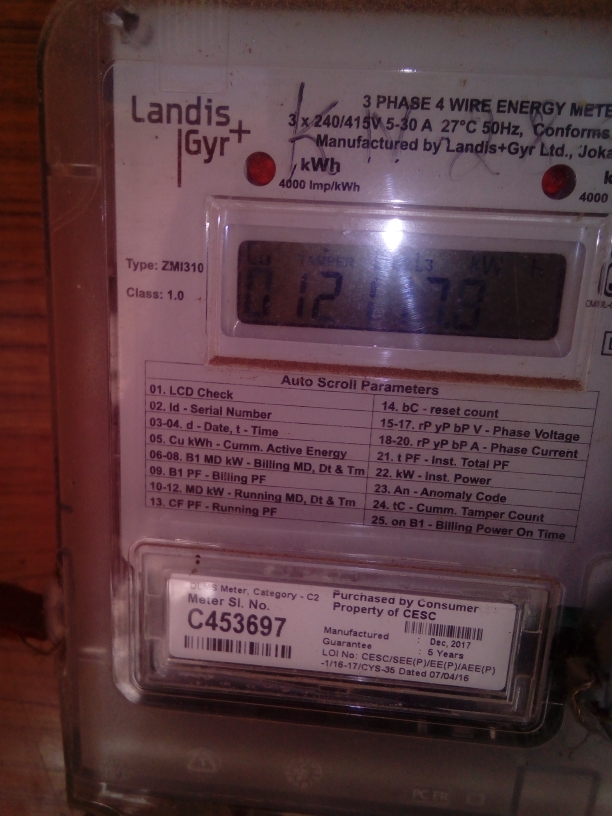 Landis
Gyr+
3 PHASE 4 WIRE ENERGY METE
3 x 240/415V 5-30 A 27°C 50Hz, Conforms
Manufactured by Landis+Gyr Ltd., Joka
kWh
4000 Imp/kWh
k
4000
TAMPER L3
Type: ZMI310
Class: 1.0
Auto Scroll Parameters
01. LCD Check
02. Id - Serial Number
03-04. d - Date, t - Time
05. Cu kWh - Cumm. Active Energy
06-08. B1 MD kW - Billing MD, Dt & Tm
09. B1 PF - Billing PF
10-12. MD kW - Running MD, Dt & Tm
13. CF PF - Running PF
14. bC - reset count
15-17. rP yP bP V - Phase Voltage
18-20. rP yP bP A - Phase Current
21. t PF - Inst. Total PF
22. kW - Inst. Power
23. An - Anomaly Code
24. tC - Cumm. Tamper Count
25. on B1 - Billing Power On Time
Meter, Category - C2
Meter Sl. No.
C453697
Purchased by Consumer
Property of CESC
Manufactured : Dec, 2017
Guarantee : 5 Years
LOI No: CESC/SEE(P)/EE(P)/AEE(P)
-1/16-17/CYS-35 Dated 07/04/16